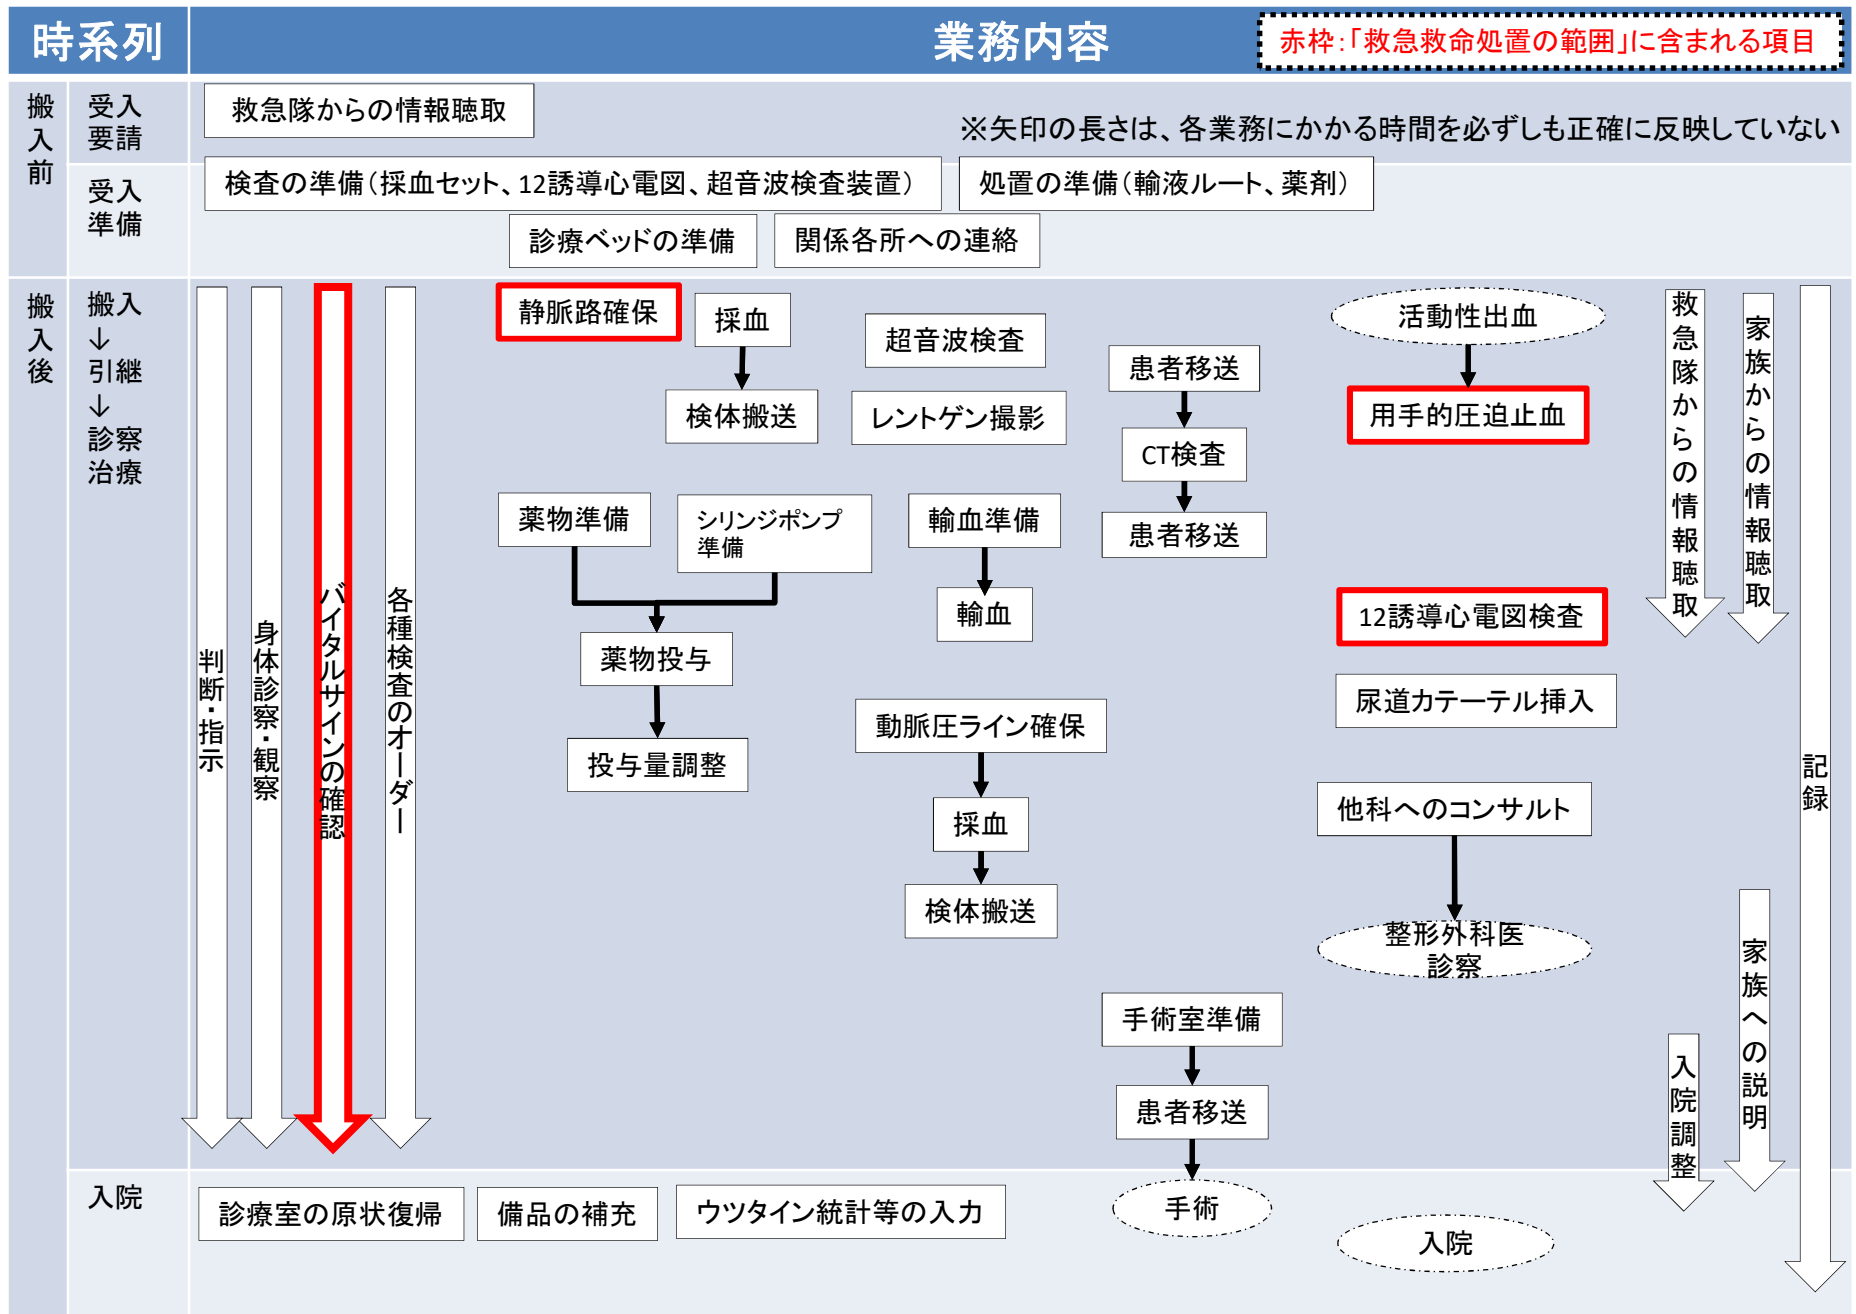 時系列
業務内容
赤枠：「救急救命処置の範囲」に含まれる項目
搬入前
受入
要請
救急隊からの情報聴取
※矢印の長さは、各業務にかかる時間を必ずしも正確に反映していない
受入
準備
検査の準備（採血セット、12誘導心電図、超音波検査装置）
処置の準備（輸液ルート、薬剤）
診療ベッドの準備
関係各所への連絡
搬入後
搬入
↓
引継
↓
診察
治療
判断・指示
身体診察・観察
バイタルサインの確認
各種検査のオーダー
静脈路確保
採血
検体搬送
超音波検査
レントゲン撮影
患者移送
CT検査
患者移送
活動性出血
用手的圧迫止血
薬物準備
シリンジポンプ
準備
薬物投与
投与量調整
輸血準備
輸血
12誘導心電図検査
尿道カテーテル挿入
動脈圧ライン確保
採血
検体搬送
他科へのコンサルト
整形外科医
診察
手術室準備
患者移送
手術
救急隊からの情報聴取
家族からの情報聴取
記録
家族への説明
入院調整
入院
診療室の原状復帰
備品の補充
ウツタイン統計等の入力
入院